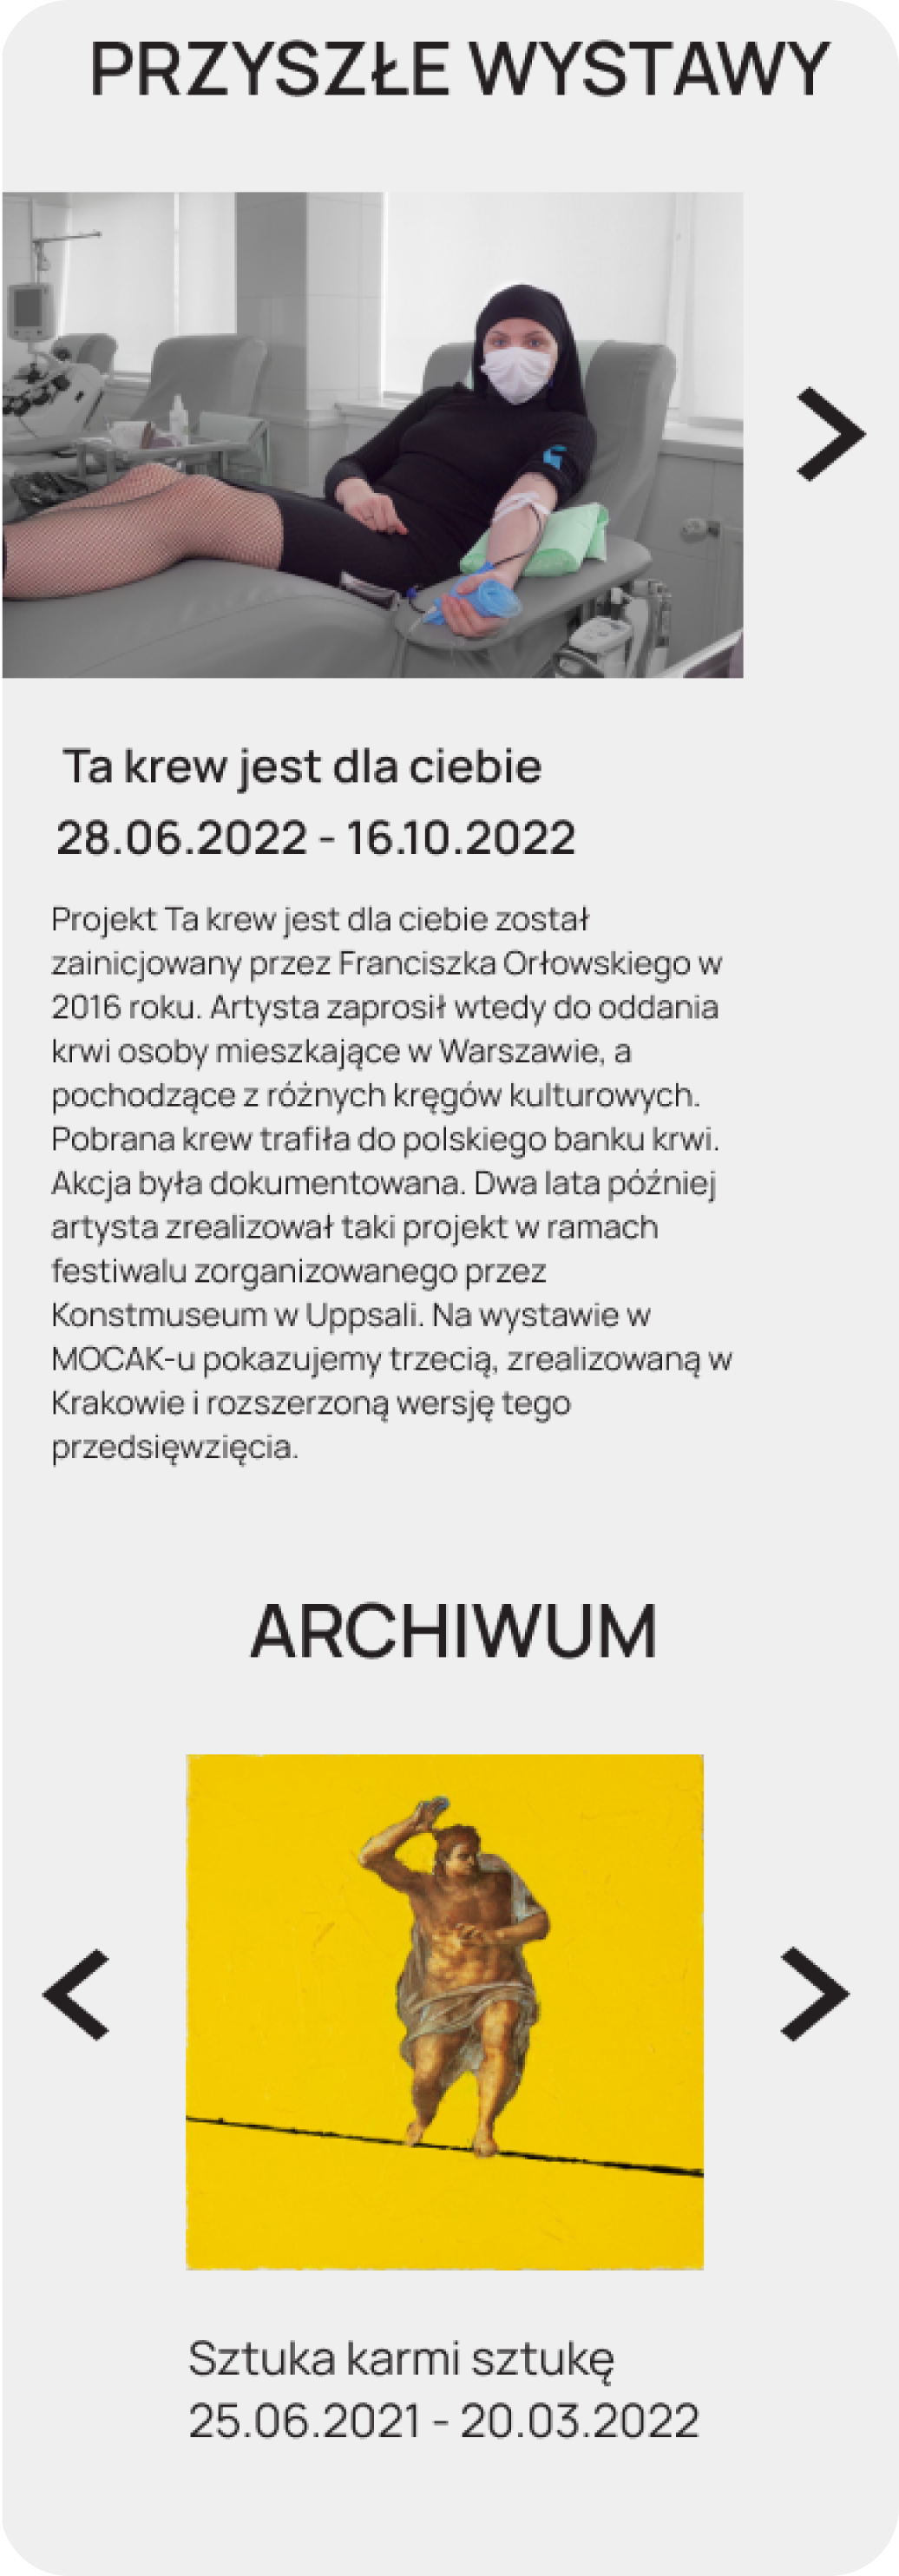 PRZYSZŁE WYSTAWY
Ta krew jest dla ciebie
28.06.2022 - 16.10.2022
Projekt Ta krew jest dla ciebie został
zainicjowany przez Franciszka Orłowskiego w
2016 roku. Artysta zaprosił wtedy do oddania
krwi osoby mieszkające w Warszawie, a
pochodzące z różnych kręgów kulturowych.
Pobrana krew trafiła do polskiego banku krwi.
Akcja była dokumentowana. Dwa lata później
artysta zrealizował taki projekt w ramach
festiwalu zorganizowanego przez
Konstmuseum w Uppsali. Na wystawie w
MOCAK-u pokazujemy trzecią, zrealizowaną w
Krakowie i rozszerzoną wersję tego
przedsięwzięcia.
ARCHIWUM
Sztuka karmi sztukę
25.06.2021 - 20.03.2022